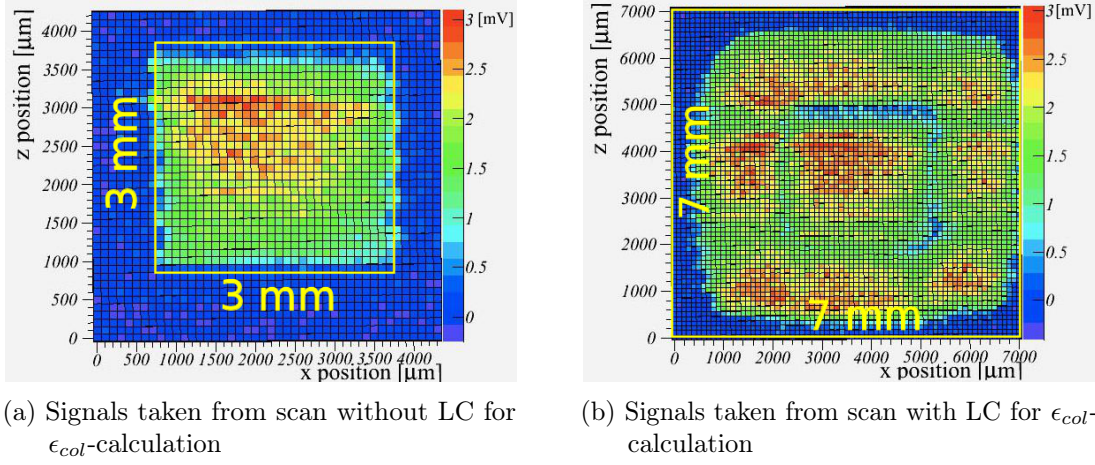 3 [mV]
2.5
2
1.5
1
0.5
0
z position [μm]
4000
3500
3000
2500
2000
1500
1000
500
0
3 mm
3 mm
0 500 1000 1500 2000 2500 3000 3500 4000
x position [μm]
3 [mV]
2.5
2
1.5
1
0.5
0
z position [μm]
7000
6000
5000
4000
3000
2000
1000
0
7 mm
7 mm
0 1000 2000 3000 4000 5000 6000 7000
x position [μm]
(a) Signals taken from scan without LC for
ϵcol-calculation
(b) Signals taken from scan with LC for ϵcol-
calculation